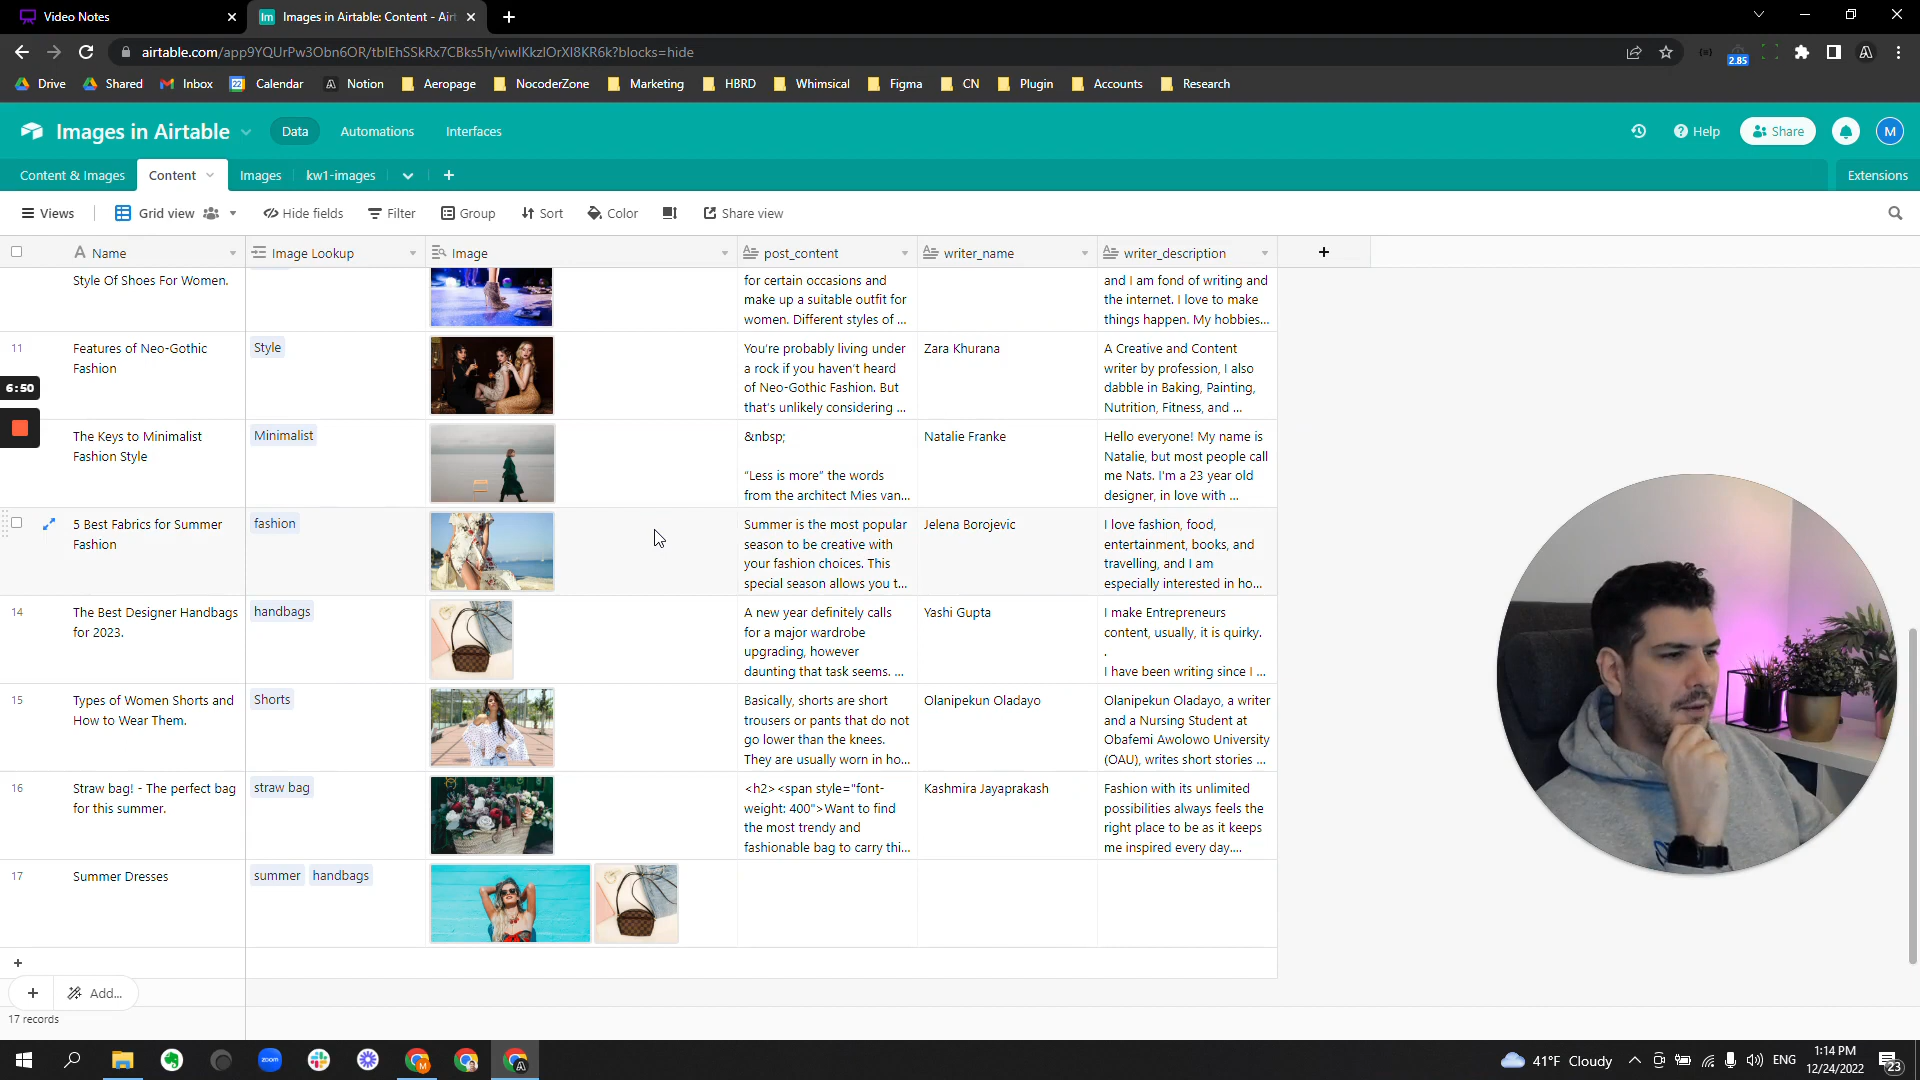 Video Notes
Images in Airtable: Content - Airt
airtable.com/app9YQUrPw3Obn6OR/tblEhSSkRx7CBks5h/viwlKkzlOrXl8KR6k?blocks=hide
2.85
Drive
Shared
Inbox
22
Calendar
Notion
Aeropage
NocoderZone
Marketing
HBRD
Whimsical
Figma
CN
Plugin
Accounts
Research
Images in Airtable
Data
Automations
Interfaces
Help
Share
M
Content & Images
Content
Images
kw1-images
Extensions
Views
Grid view
Hide fields
Filter
Group
Sort
Color
Share view
Name
Image Lookup
Image
post_content
writer_name
writer_description
Style Of Shoes For Women.
for certain occasions and
make up a suitable outfit for
women. Different styles of ...
and I am fond of writing and
the internet. I love to make
things happen. My hobbies...
6:50
11
Features of Neo-Gothic
Fashion
Style
You're probably living under
a rock if you haven't heard
of Neo-Gothic Fashion. But
that's unlikely considering ...
Zara Khurana
A Creative and Content
writer by profession, I also
dabble in Baking, Painting,
Nutrition, Fitness, and ...
The Keys to Minimalist
Fashion Style
Minimalist
&nbsp;
“Less is more” the words
from the architect Mies van...
Natalie Franke
Hello everyone! My name is
Natalie, but most people call
me Nats. I'm a 23 year old
designer, in love with ...
5 Best Fabrics for Summer
Fashion
fashion
Summer is the most popular
season to be creative with
your fashion choices. This
special season allows you t...
Jelena Borojevic
I love fashion, food,
entertainment, books, and
travelling, and I am
especially interested in ho...
14
The Best Designer Handbags
for 2023.
handbags
A new year definitely calls
for a major wardrobe
upgrading, however
daunting that task seems. ...
Yashi Gupta
I make Entrepreneurs
content, usually, it is quirky.
.
I have been writing since I ...
15
Types of Women Shorts and
How to Wear Them.
Shorts
Basically, shorts are short
trousers or pants that do not
go lower than the knees.
They are usually worn in ho...
Olanipekun Oladayo
Olanipekun Oladayo, a writer
and a Nursing Student at
Obafemi Awolowo University
(OAU), writes short stories ...
16
Straw bag! - The perfect bag
for this summer.
straw bag
<h2><span style="font-
weight: 400">Want to find
the most trendy and
fashionable bag to carry thi...
Kashmira Jayaprakash
Fashion with its unlimited
possibilities always feels the
right place to be as it keeps
me inspired every day....
17
Summer Dresses
summer
handbags
Add...
17 records
zoom
41°F Cloudy
ENG
1:14 PM
12/24/2022
23